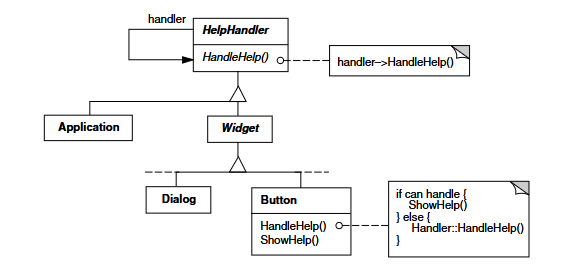 handler
HelpHandler
HandleHelp()
handler–>HandleHelp()
Application
Widget
Dialog
Button
HandleHelp()
ShowHelp()
if can handle {
ShowHelp()
} else {
Handler::HandleHelp()
}